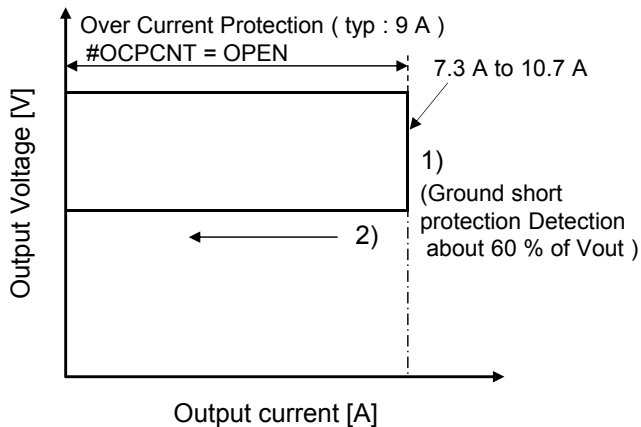 Over Current Protection ( typ : 9 A )
#OCPCNT = OPEN
7.3 A to 10.7 A
1)
(Ground short
protection Detection
about 60 % of Vout )
2)
Output Voltage [V]
Output current [A]